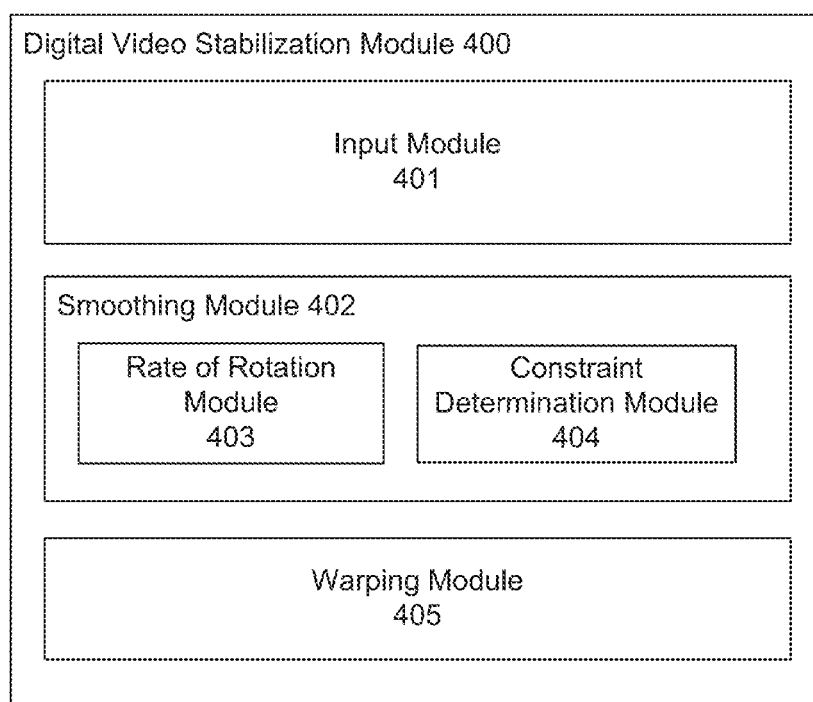 Digital Video Stabilization Module 400
Input Module
401
Smoothing Module 402
Rate of Rotation
Module
403
Constraint
Determination Module
404
Warping Module
405